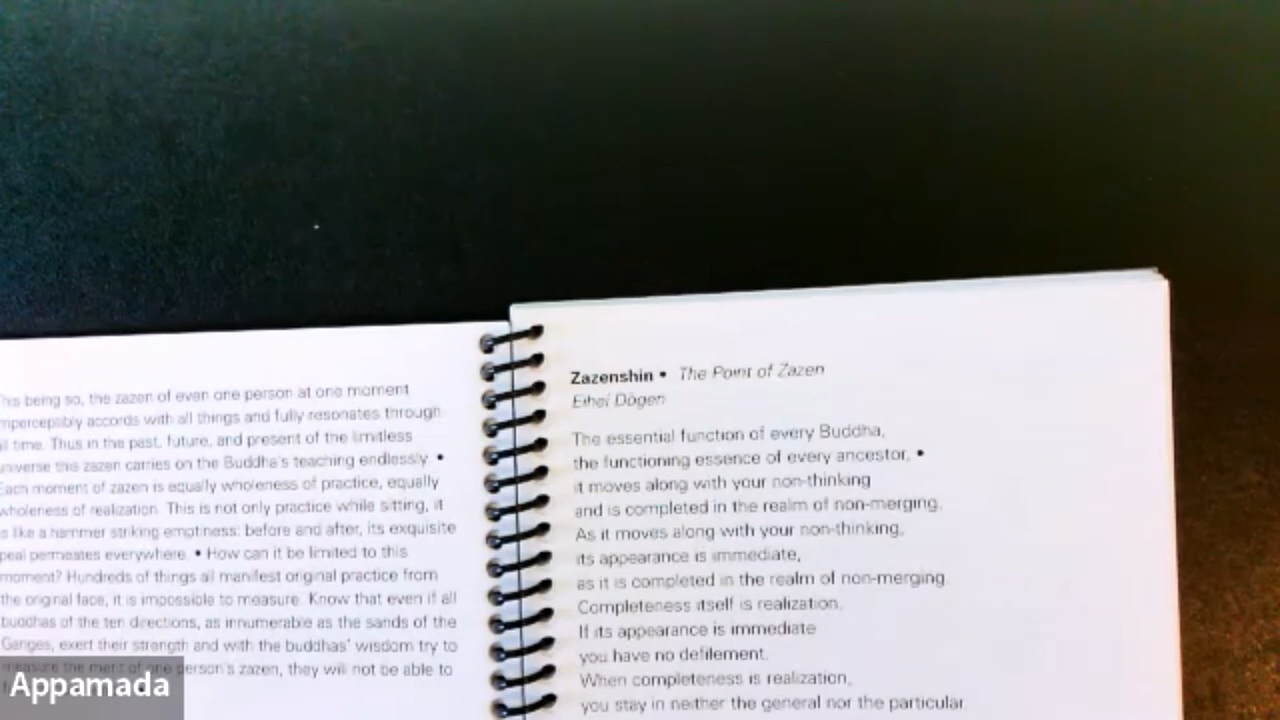 This being so, the zazen of even one person at one moment
imperceptibly accords with all things and fully resonates through
all time. Thus in the past, future, and present of the limitless
universe this zazen carries on the Buddha's teaching endlessly. •
Each moment of zazen is equally wholeness of practice, equally
wholeness of realization. This is not only practice while sitting, it
is like a hammer striking emptiness: before and after, its exquisite
peal permeates everywhere. • How can it be limited to this
moment? Hundreds of things all manifest original practice from
the original face, it is impossible to measure. Know that even if all
buddhas of the ten directions, as innumerable as the sands of the
Ganges, exert their strength and with the buddhas' wisdom try to
measure the merit of one person's zazen, they will not be able to
Zazenshin • The Point of Zazen
Eihei Dōgen
The essential function of every Buddha,
the functioning essence of every ancestor, •
it moves along with your non-thinking
and is completed in the realm of non-merging.
As it moves along with your non-thinking,
its appearance is immediate,
as it is completed in the realm of non-merging
Completeness itself is realization.
If its appearance is immediate
you have no defilement.
When completeness is realization,
you stay in neither the general nor the particular.
Appamada